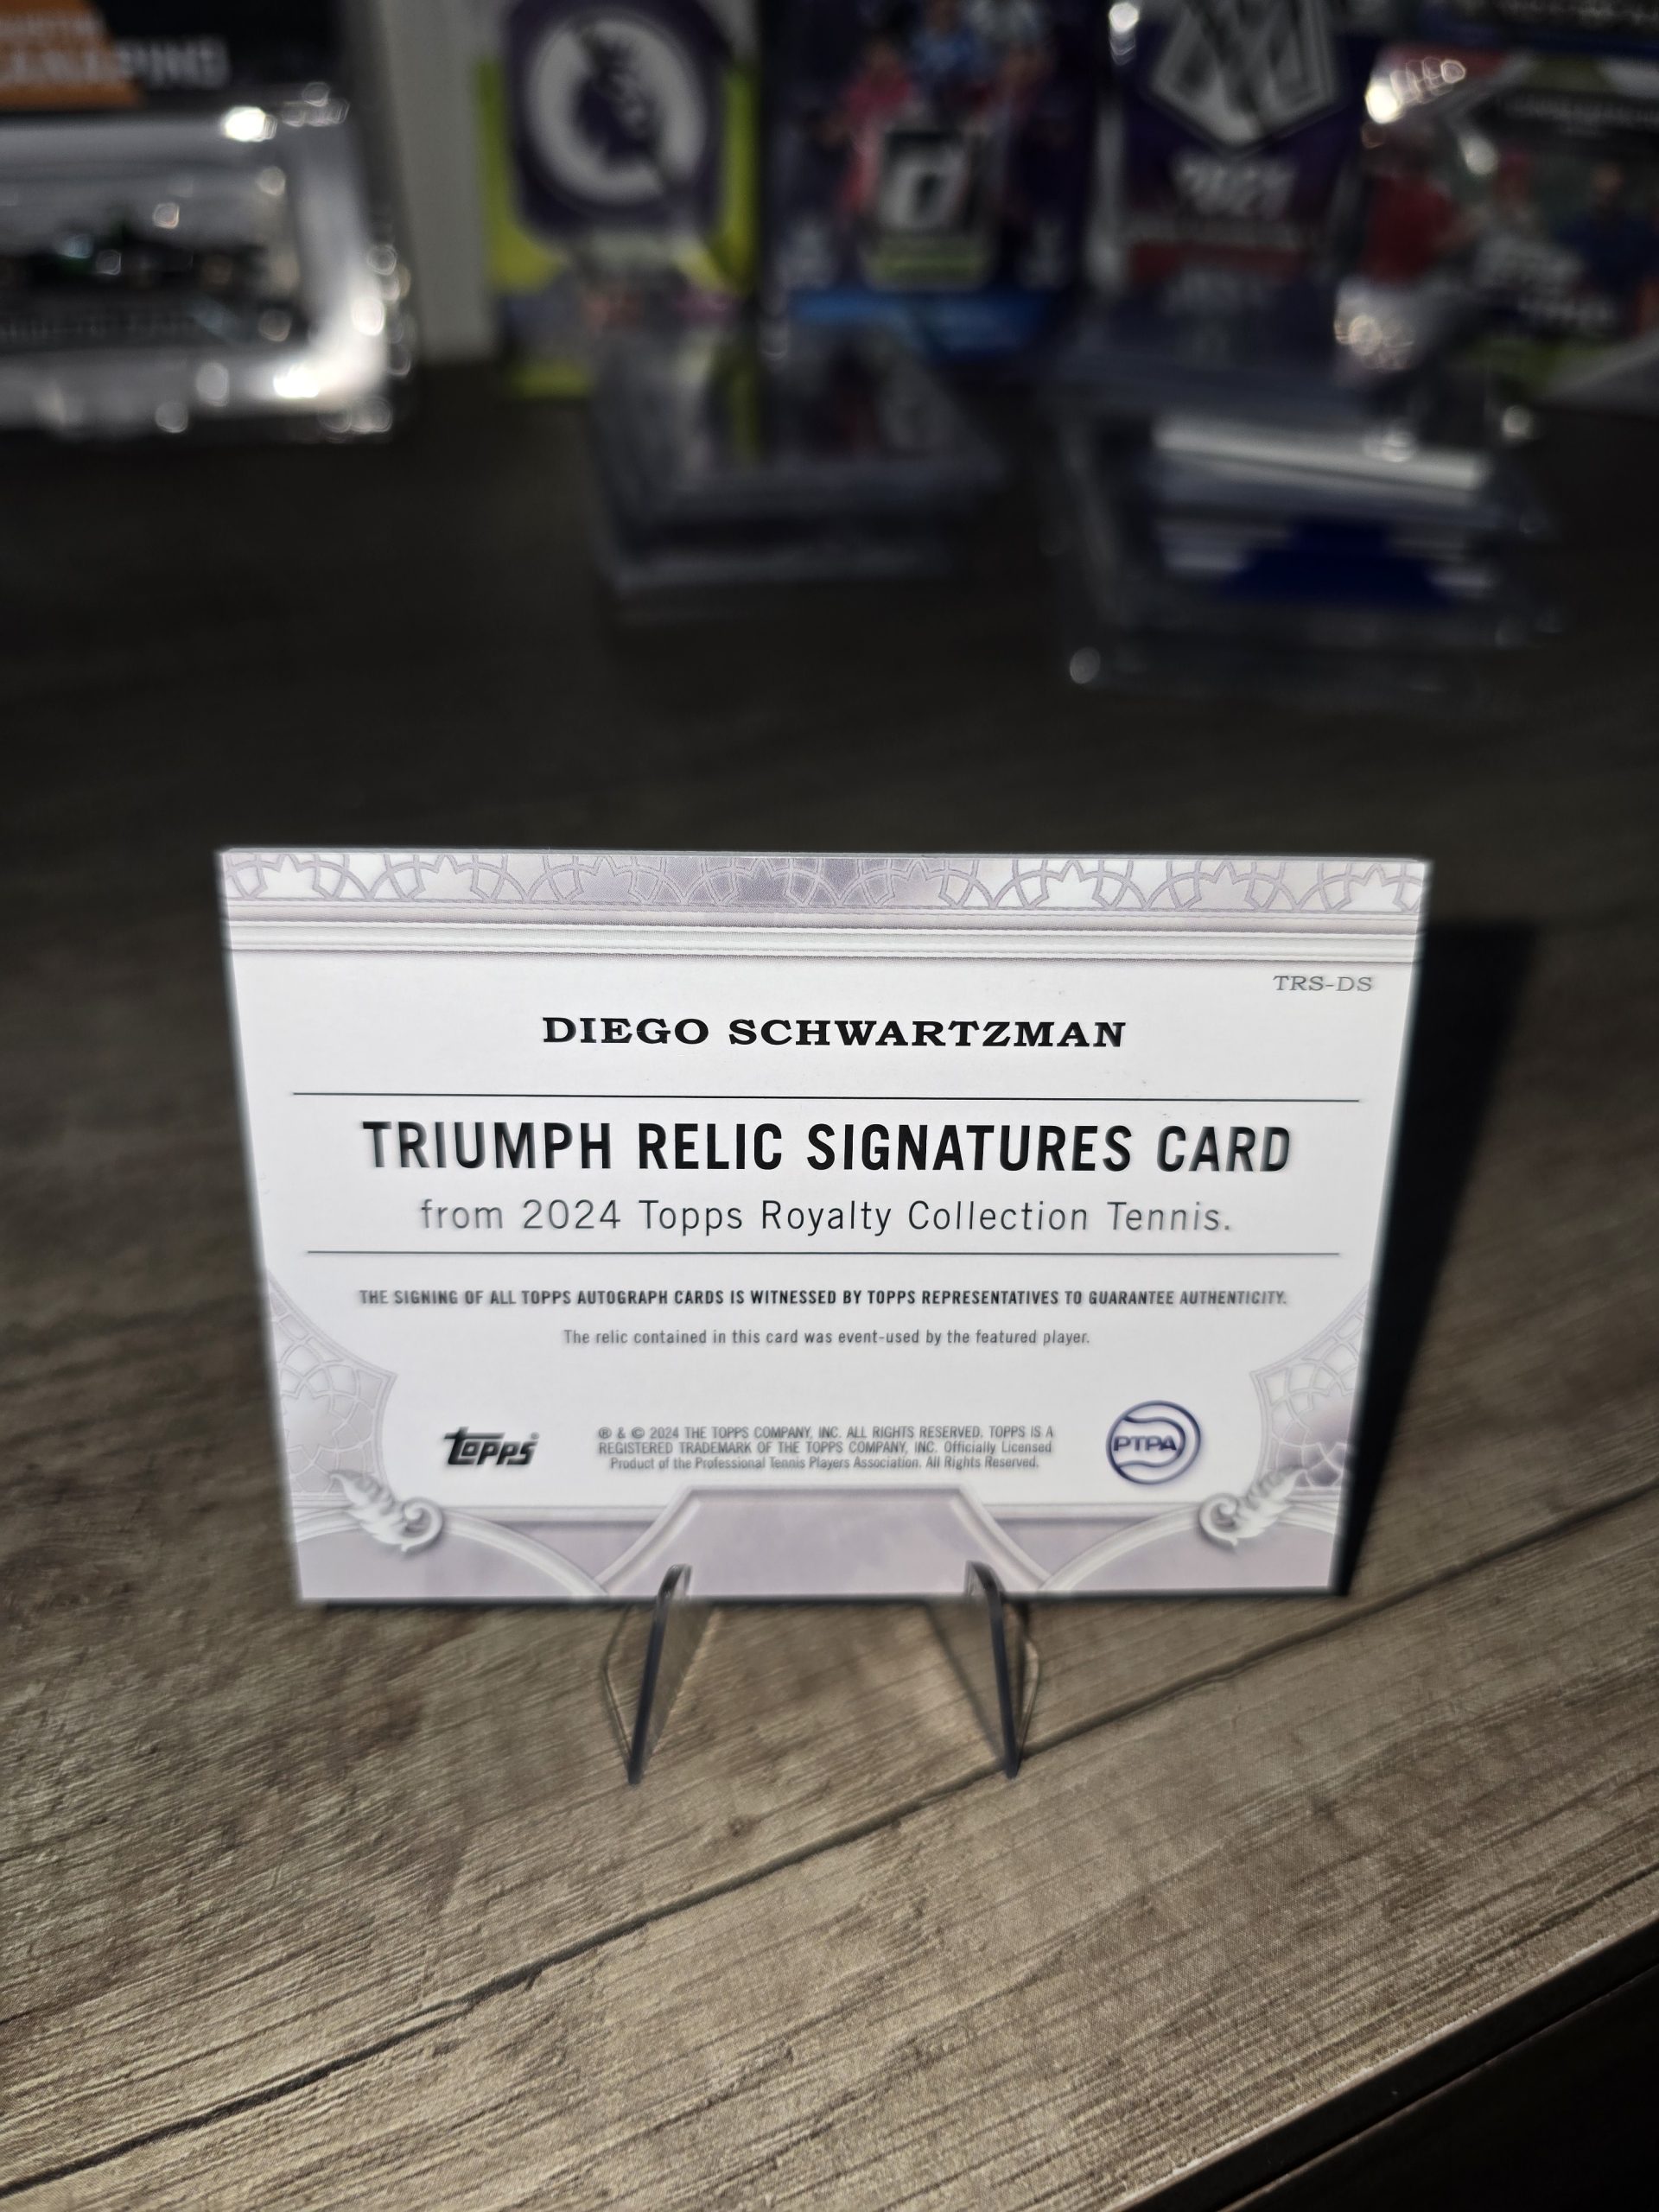 2021
TRS-DS
DIEGO SCHWARTZMAN
TRIUMPH RELIC SIGNATURES CARD
from 2024 Topps Royalty Collection Tennis.
THE SIGNING OF ALL TOPPS AUTOGRAPH CARDS IS WITNESSED BY TOPPS REPRESENTATIVES TO GUARANTEE AUTHENTICITY.
The relic contained in this card was event-used by the featured player.
topps
® & © 2024 THE TOPPS COMPANY, INC. ALL RIGHTS RESERVED. TOPPS IS A
REGISTERED TRADEMARK OF THE TOPPS COMPANY, INC. Officially Licensed
Product of the Professional Tennis Players Association. All Rights Reserved.
PTPA